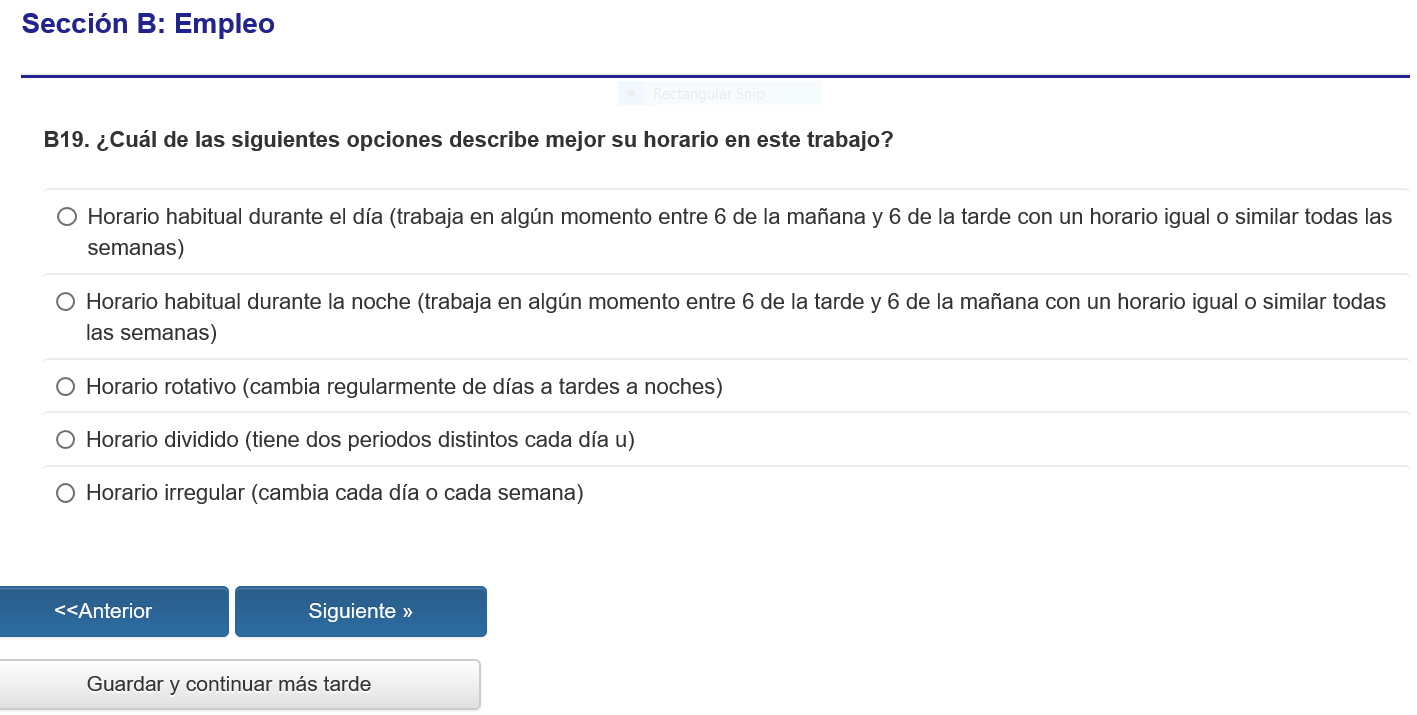 Sección B: Empleo
Rectangular Snip
B19. ¿Cuál de las siguientes opciones describe mejor su horario en este trabajo?
Horario habitual durante el día (trabaja en algún momento entre 6 de la mañana y 6 de la tarde con un horario igual o similar todas las
semanas)
Horario habitual durante la noche (trabaja en algún momento entre 6 de la tarde y 6 de la mañana con un horario igual o similar todas
las semanas)
Horario rotativo (cambia regularmente de días a tardes a noches)
Horario dividido (tiene dos periodos distintos cada día u)
Horario irregular (cambia cada día o cada semana)
<<Anterior
Siguiente »
Guardar y continuar más tarde